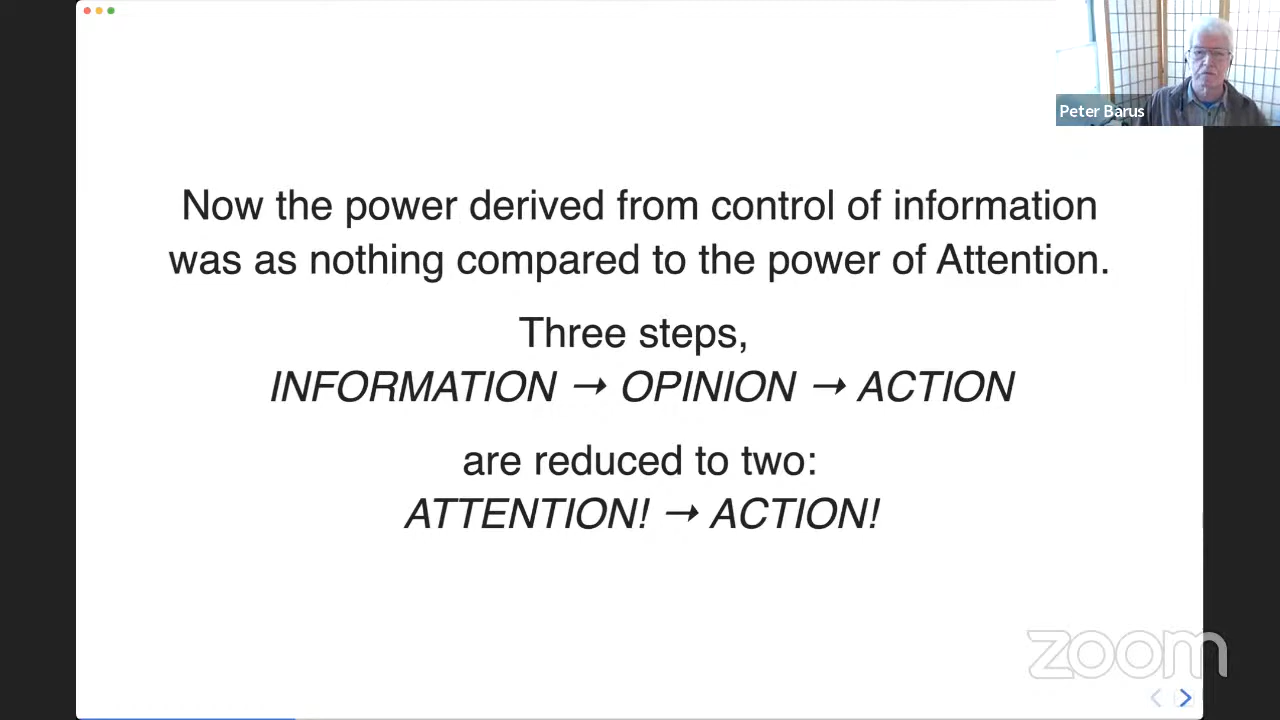 Peter Barus
Now the power derived from control of information
was as nothing compared to the power of Attention.
Three steps,
INFORMATION → OPINION → ACTION
are reduced to two:
ATTENTION! → ACTION!
zoom